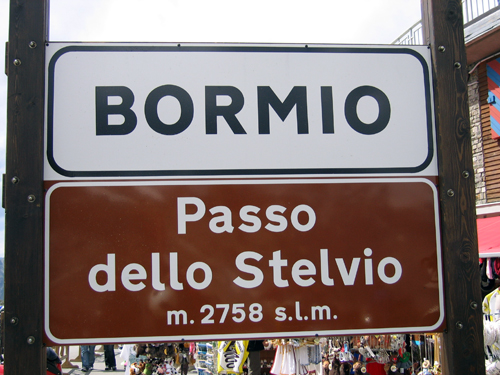 BORMIO
Passo
dello Stelvio
m. 2758 s.l.m.